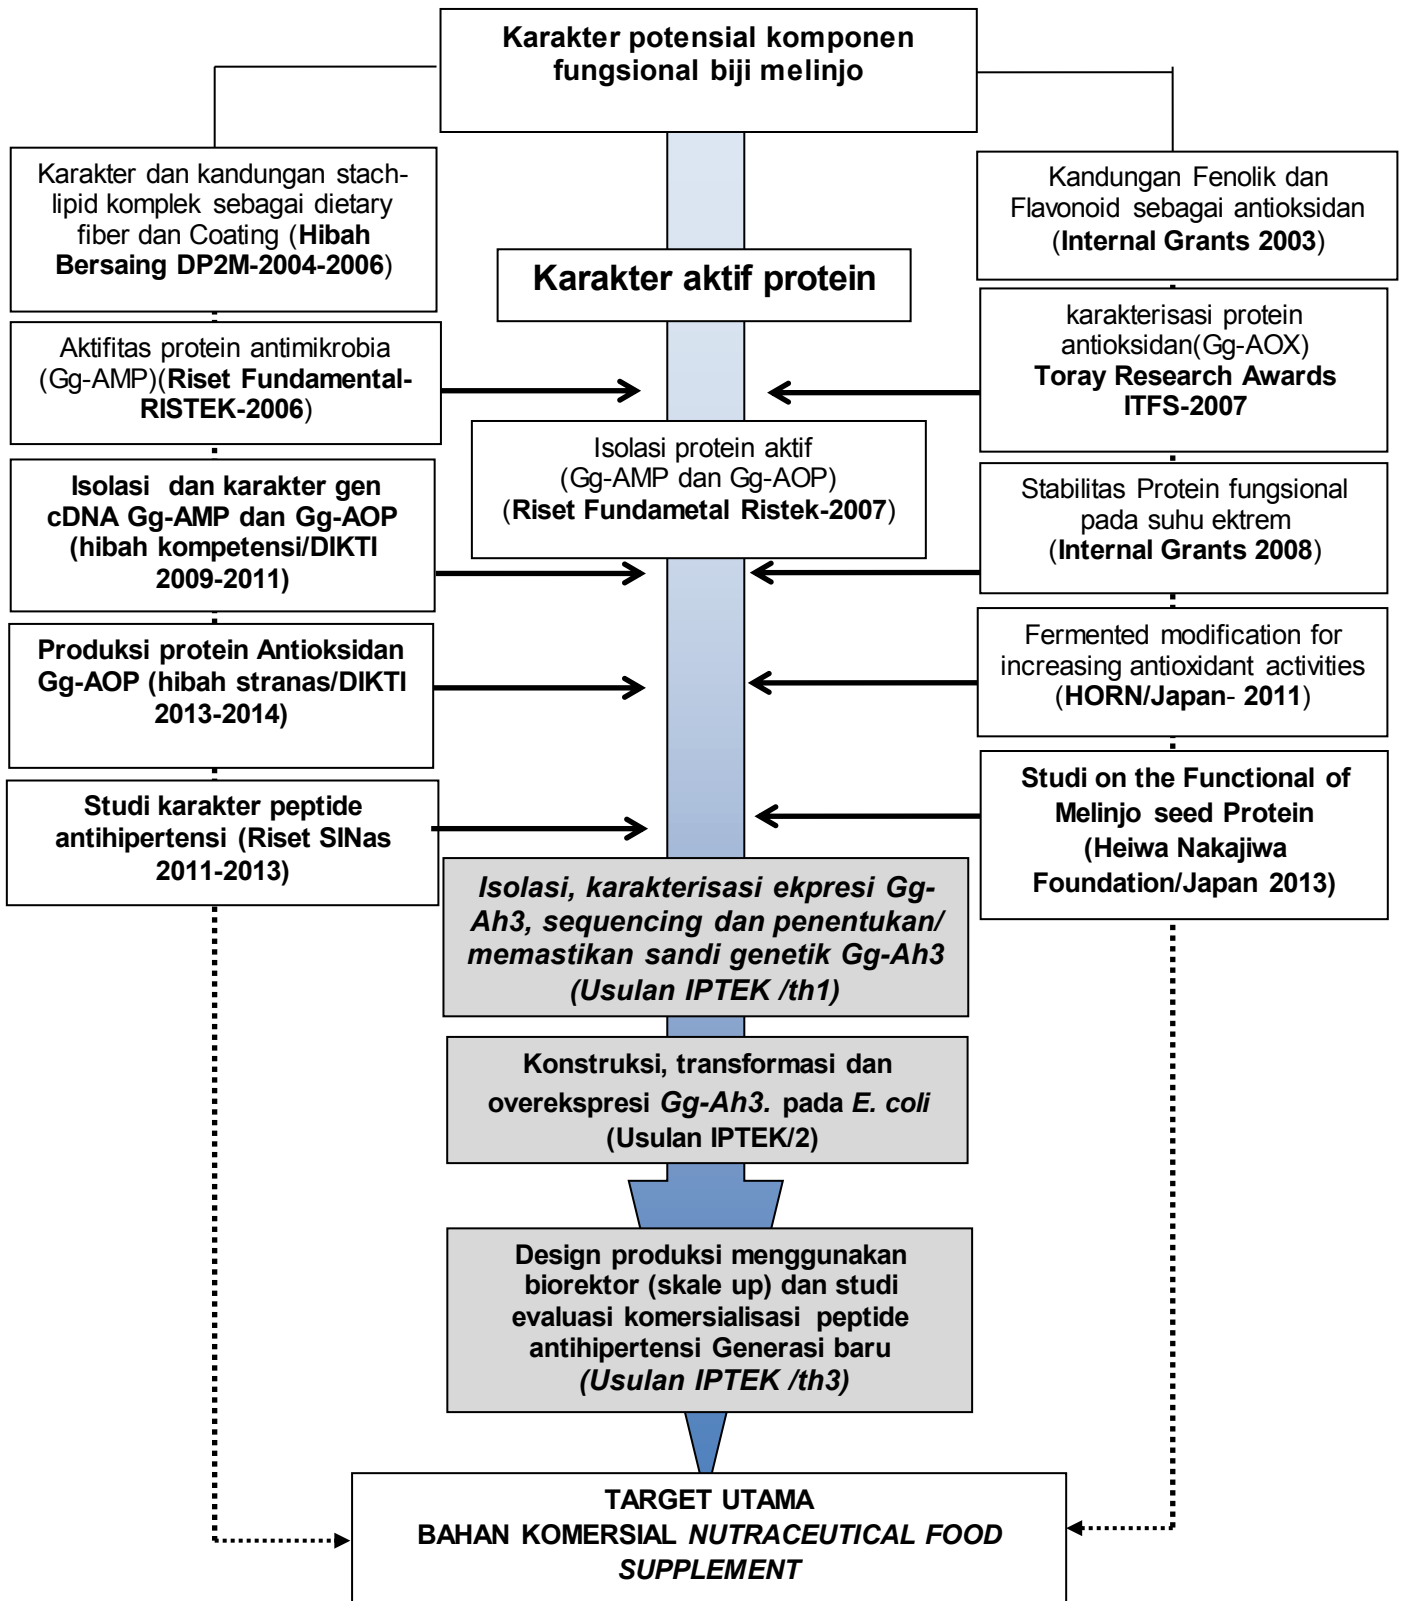 Karakter potensial komponen
fungsional biji melinjo
Karakter dan kandungan stach-
lipid komplek sebagai dietary
fiber dan Coating (Hibah
Bersaing DP2M-2004-2006)
Kandungan Fenolik dan
Flavonoid sebagai antioksidan
(Internal Grants 2003)
Karakter aktif protein
Aktifitas protein antimikrobia
(Gg-AMP)(Riset Fundamental-
RISTEK-2006)
karakterisasi protein
antioksidan(Gg-AOX)
Toray Research Awards
ITFS-2007
Isolasi protein aktif
(Gg-AMP dan Gg-AOP)
(Riset Fundametal Ristek-2007)
Isolasi dan karakter gen
cDNA Gg-AMP dan Gg-AOP
(hibah kompetensi/DIKTI
2009-2011)
Stabilitas Protein fungsional
pada suhu ektrem
(Internal Grants 2008)
Produksi protein Antioksidan
Gg-AOP (hibah stranas/DIKTI
2013-2014)
Fermented modification for
increasing antioxidant activities
(HORN/Japan- 2011)
Studi karakter peptide
antihipertensi (Riset SINas
2011-2013)
Studi on the Functional of
Melinjo seed Protein
(Heiwa Nakajiwa
Foundation/Japan 2013)
Isolasi, karakterisasi ekpresi Gg-
Ah3, sequencing dan penentukan/
memastikan sandi genetik Gg-Ah3
(Usulan IPTEK /th1)
Konstruksi, transformasi dan
overekspresi Gg-Ah3. pada E. coli
(Usulan IPTEK/2)
Design produksi menggunakan
biorektor (skale up) dan studi
evaluasi komersialisasi peptide
antihipertensi Generasi baru
(Usulan IPTEK /th3)
TARGET UTAMA
BAHAN KOMERSIAL NUTRACEUTICAL FOOD
SUPPLEMENT